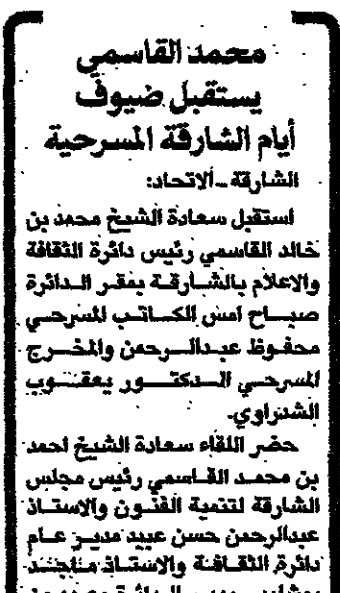 محمد القاسمي
يستقبل ضيوف
أيام الشارقة المسرحية
الشارقة ـ الاتحاد:
استقبل سعادة الشيخ محمد بن
خالد القاسمي رئيس دائرة الثقافة
والاعلام بالشارقة بمقر الدائرة
صباح امس الكاتب المسرحي
محفوظ عبدالرحمن والمخرج
المسرحي الدكتور يعقوب
الشدراوي.
حضر اللقاء سعادة الشيخ احمد
بن محمد القاسمي رئيس مجلس
الشارقة لتنمية الفنون والاستاذ
عبدالرحمن حسن عبيد مدير عام
دائرة الثقافة والاستاذ ماجد